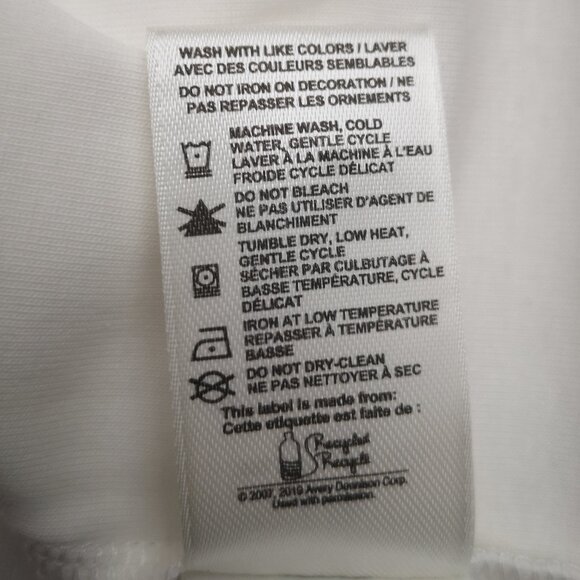 WASH WITH LIKE COLORS / LAVER
AVEC DES COULEURS SEMBLABLES
DO NOT IRON ON DECORATION / NE
PAS REPASSER LES ORNEMENTS
MACHINE WASH, COLD
WATER, GENTLE CYCLE
LAVER À LA MACHINE À L'EAU
FROIDE CYCLE DÉLICAT
DO NOT BLEACH
NE PAS UTILISER D'AGENT DE
BLANCHIMENT
TUMBLE DRY, LOW HEAT,
GENTLE CYCLE
SÉCHER PAR CULBUTAGE À
BASSE TEMPÉRATURE, CYCLE
DÉLICAT
IRON AT LOW TEMPERATURE
REPASSER À TEMPÉRATURE
BASSE
DO NOT DRY-CLEAN
NE PAS NETTOYER À SEC
This label is made from:
Cette etiquette est faite de :
Recycled
Recyclé
© 2007, 2010 Avery Dennison Corp.
Used with permission.